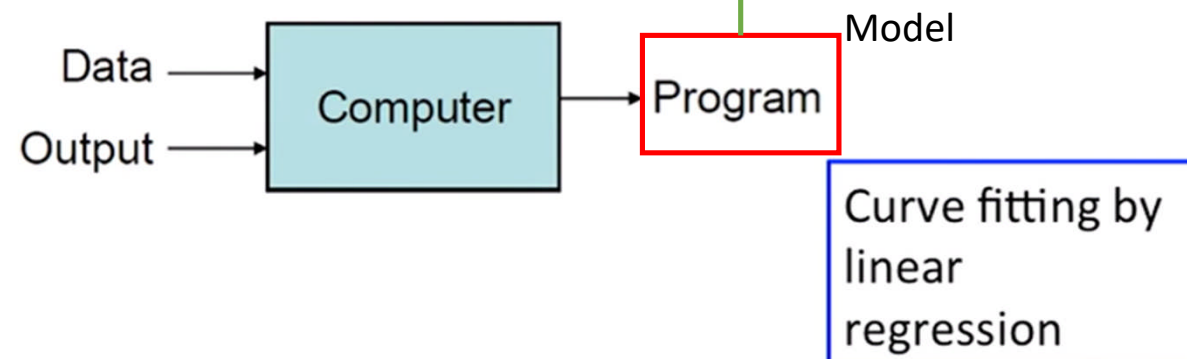 Model
Data
Computer
Program
Output
Curve fitting by
linear
regression